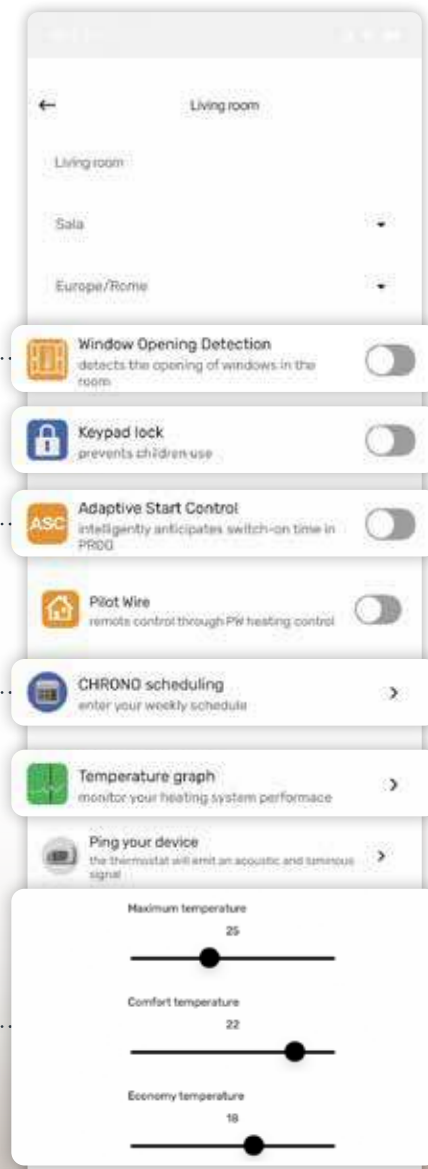 Living room
Living room
Sala
Europe/Rome
Window Opening Detection
detects the opening of windows in the
room
Keypad lock
prevents children use
ASC
Adaptive Start Control
intelligently anticipates switch-on time in
PROG
Pilot Wire
remote control through PW heating control
CHRONO scheduling
enter your weekly schedule
Temperature graph
monitor your heating system performace
Ping your device
the thermostat will emit an acoustic and luminous
signal
Maximum temperature
25
Comfort temperature
22
Economy temperature
18